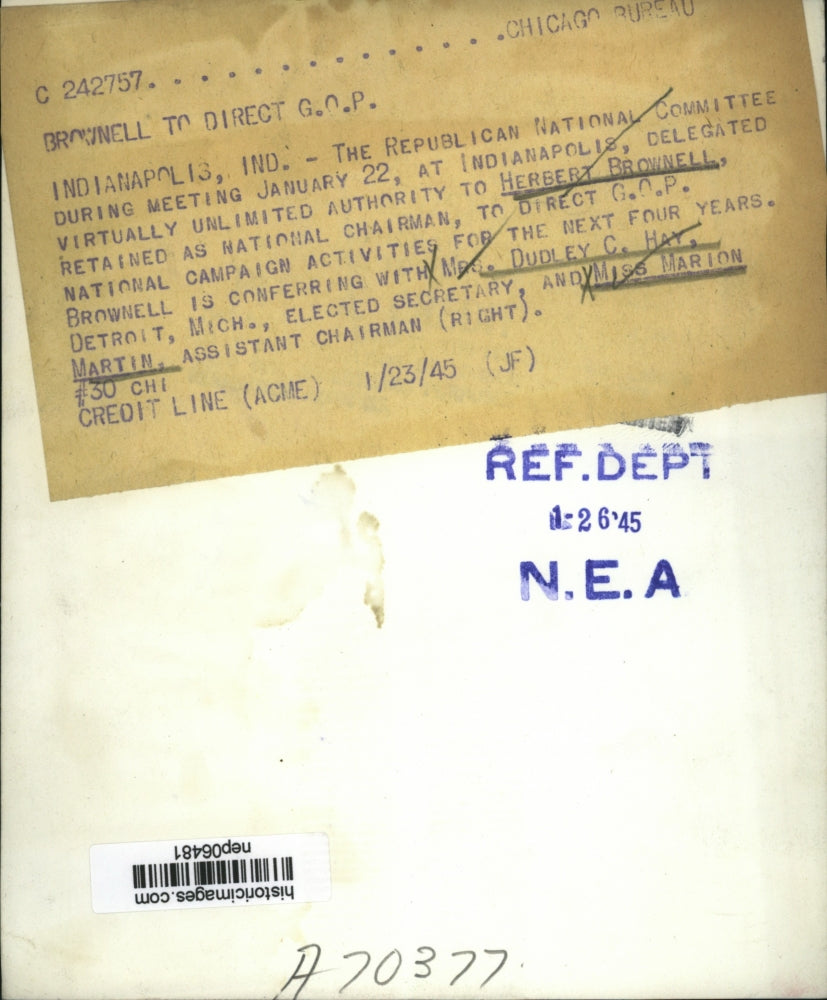 C 242757. . . . . . . . . . . . . . . .CHICAGO BUREAU
BROWNELL TO DIRECT G.O.P.
INDIANAPOLIS, IND. - THE REPUBLICAN NATIONAL COMMITTEE
DURING MEETING JANUARY 22, AT INDIANAPOLIS, DELEGATED
VIRTUALLY UNLIMITED AUTHORITY TO HERBERT BROWNELL,
RETAINED AS NATIONAL CHAIRMAN, TO DIRECT G.O.P.
NATIONAL CAMPAIGN ACTIVITIES FOR THE NEXT FOUR YEARS.
BROWNELL IS CONFERRING WITH MRS. DUDLEY C. HAY,
DETROIT, MICH., ELECTED SECRETARY, AND MISS MARION
MARTIN, ASSISTANT CHAIRMAN (RIGHT).
#30 CHI
CREDIT LINE (ACME) 1/23/45 (JF)
REF.DEPT
1-26'45
N.E.A
historicimages.com
nep06481
A70377